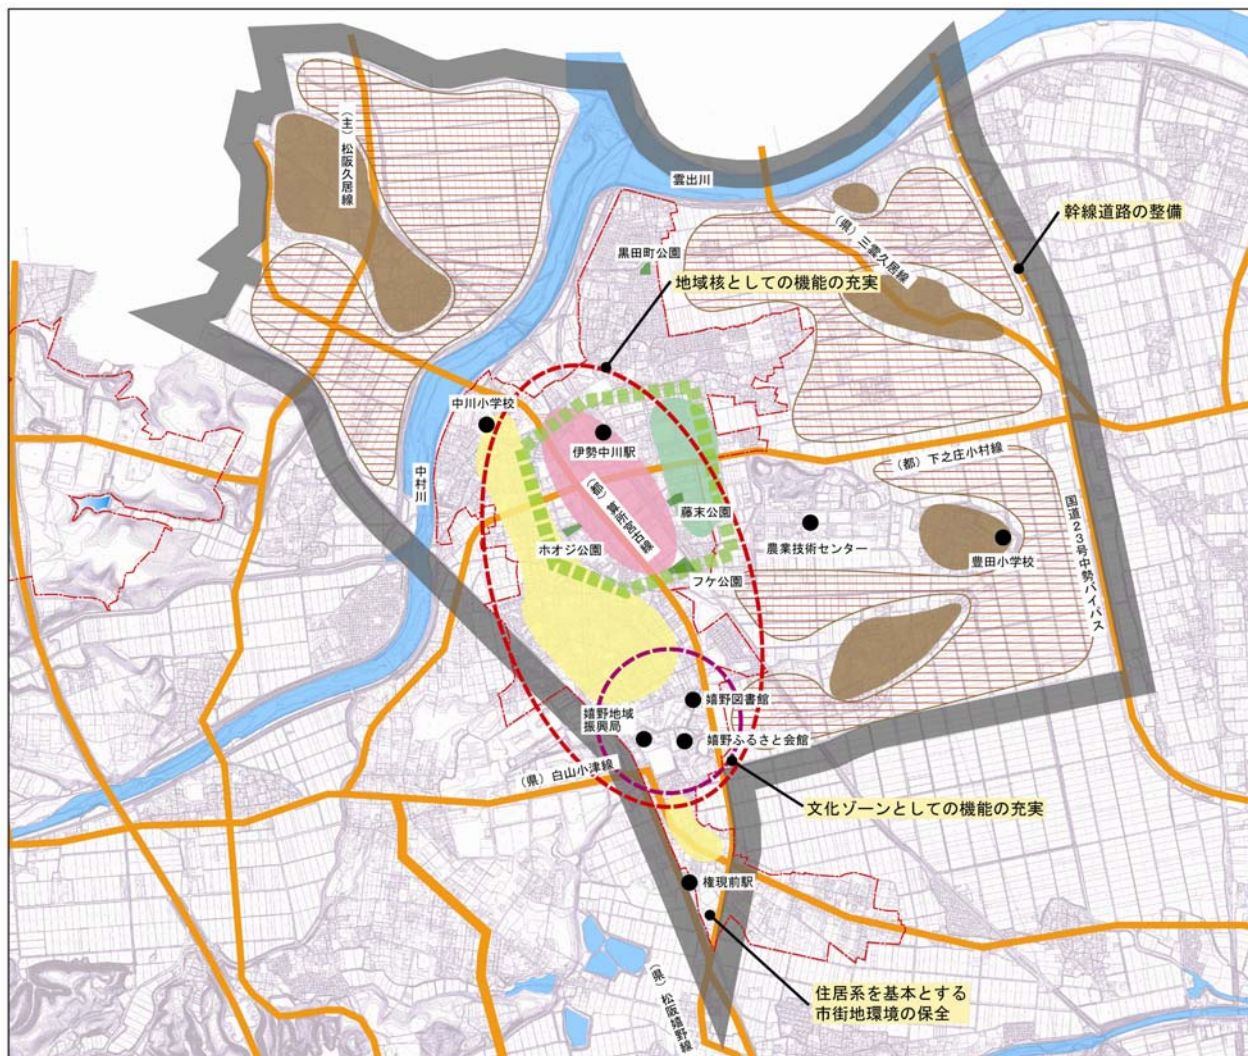 (主)松阪久居線
雲出川
幹線道路の整備
黒田町公園
(県)三雲久居線
地域核としての機能の充実
中川小学校
伊勢中川駅
(都)下之庄小村線
中村川
(都)算所宮古線
藤末公園
国道23号中勢バイパス
ホオジ公園
農業技術センター
豊田小学校
フケ公園
嬉野図書館
嬉野地域
振興局
嬉野ふるさと会館
(県)白山小津線
文化ゾーンとしての機能の充実
権現前駅
(県)松阪嬉野線
住居系を基本とする
市街地環境の保全